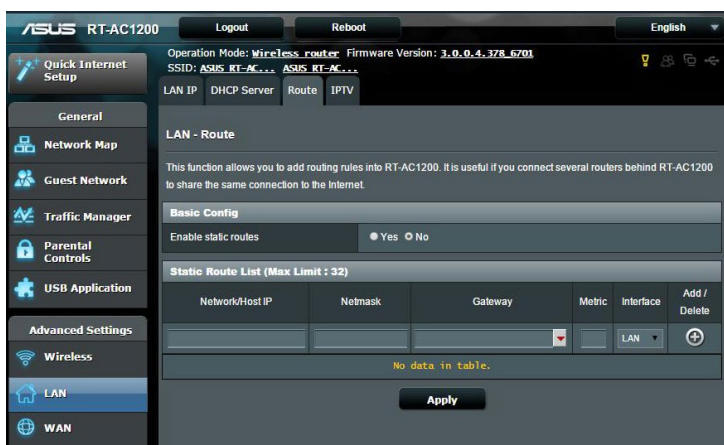 ASUS RT-AC1200
Logout
Reboot
English
Quick Internet
Setup
Operation Mode: Wireless router Firmware Version: 3.0.0.4.378_6701
SSID: ASUS RT-AC... ASUS RT-AC...
LAN IP DHCP Server Route IPTV
General
Network Map
Guest Network
Traffic Manager
Parental
Controls
USB Application
Advanced Settings
Wireless
LAN
WAN
LAN - Route
This function allows you to add routing rules into RT-AC1200. It is useful if you connect several routers behind RT-AC1200
to share the same connection to the Internet.
Basic Config
Enable static routes Yes No
Static Route List (Max Limit : 32)
Network/Host IP Netmask Gateway Metric Interface Add /
Delete
LAN
No data in table.
Apply